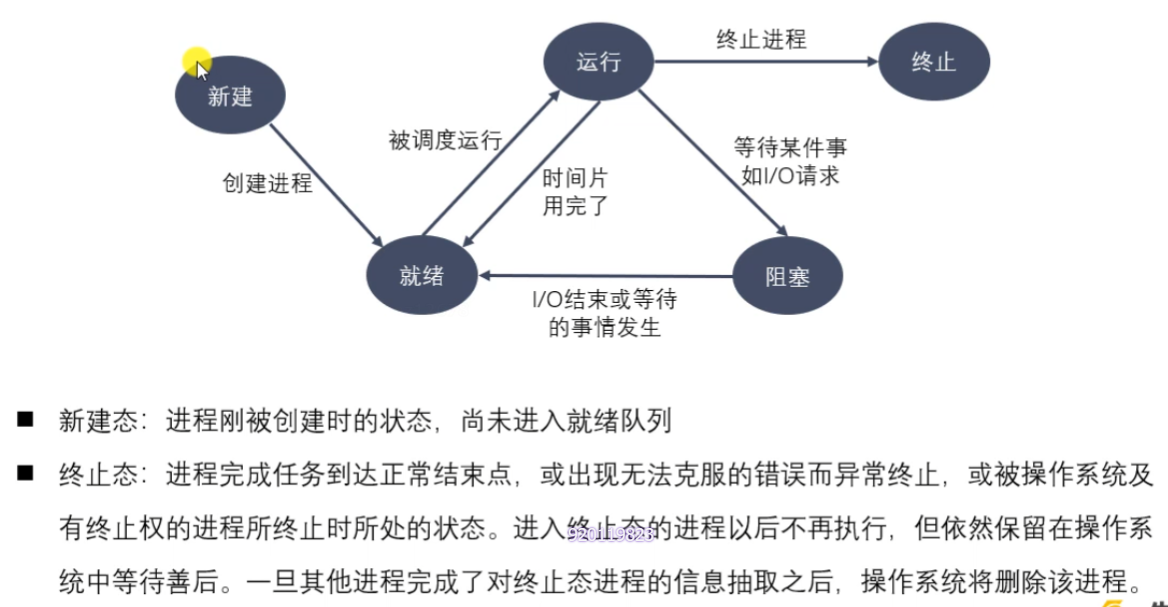 新建
运行
终止进程
终止
创建进程
被调度运行
时间片
用完了
等待某件事
如I/O请求
就绪
阻塞
I/O结束或等待
的事情发生
新建态：进程刚被创建时的状态，尚未进入就绪队列
终止态：进程完成任务到达正常结束点，或出现无法克服的错误而异常终止，或被操作系统及
有终止权的进程所终止时所处的状态。进入终止态的进程以后不再执行，但依然保留在操作系
统中等待善后。一旦其他进程完成了对终止态进程的信息抽取之后，操作系统将删除该进程。
920119823